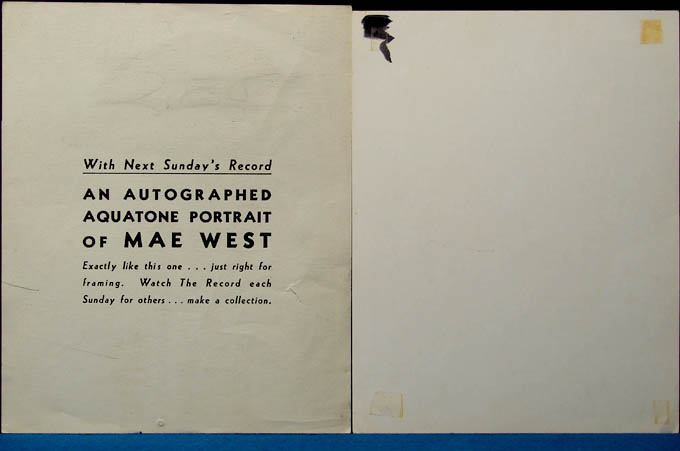 With Next Sunday's Record
AN AUTOGRAPHED
AQUATONE PORTRAIT
OF MAE WEST
Exactly like this one . . . just right for
framing. Watch The Record each
Sunday for others . . . make a collection.